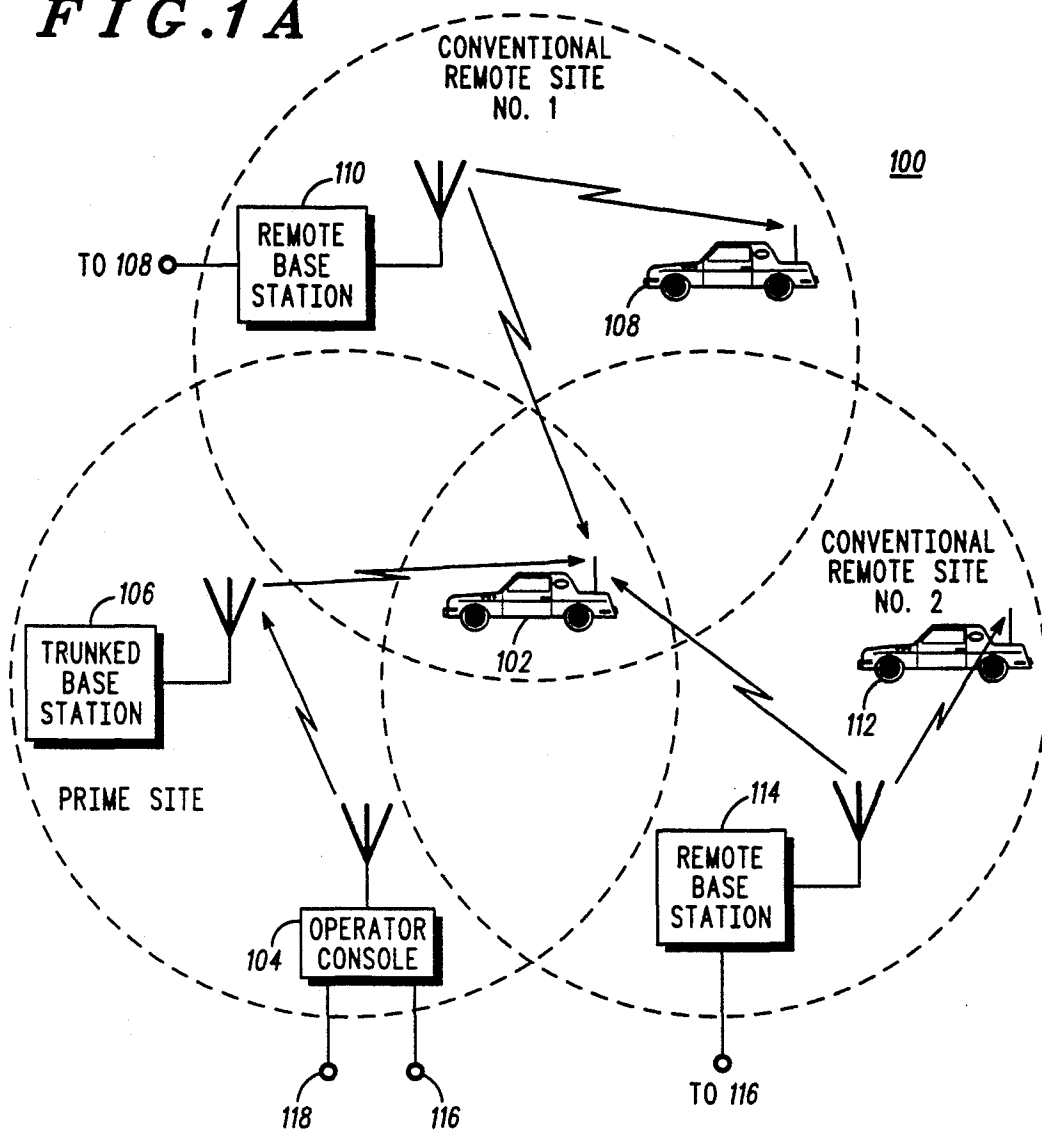 FIG.1A
CONVENTIONAL
REMOTE SITE
NO. 1
100
110
REMOTE
BASE
STATION
TO 108
108
CONVENTIONAL
REMOTE SITE
NO. 2
106
TRUNKED
BASE
STATION
102
112
PRIME SITE
114
REMOTE
BASE
STATION
104
OPERATOR
CONSOLE
118
116
TO 116